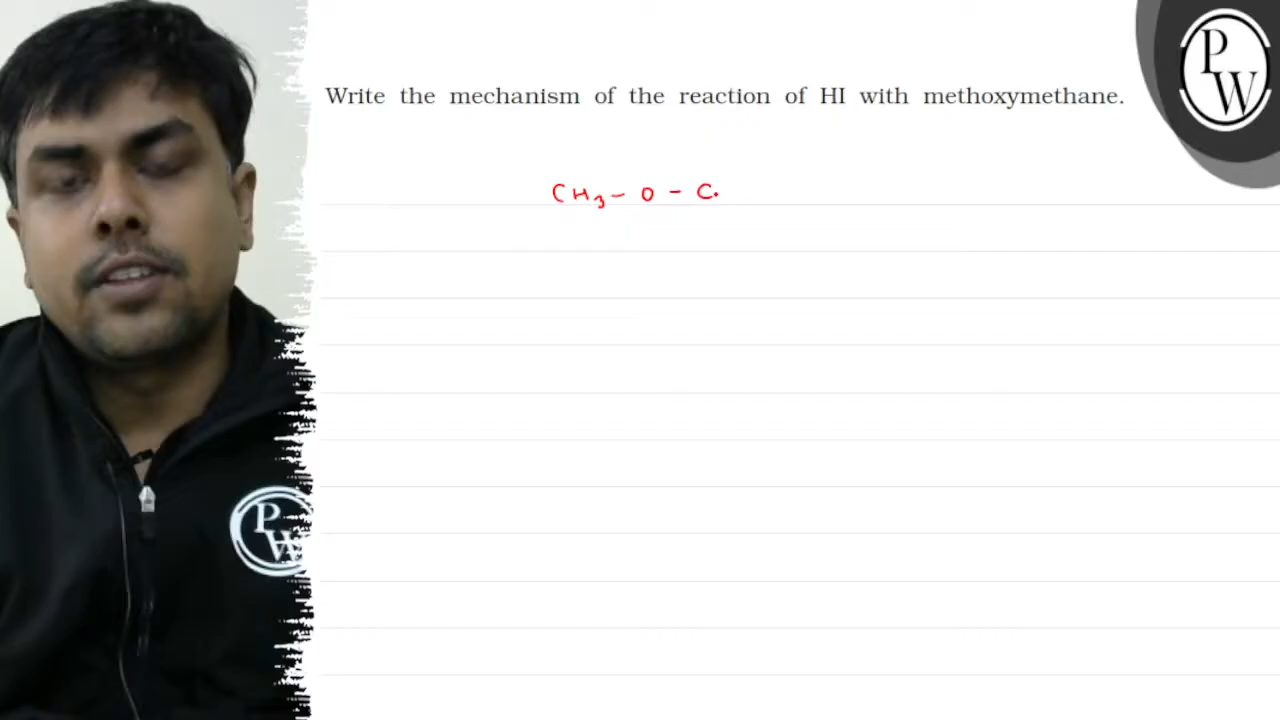 Write the mechanism of the reaction of HI with methoxymethane.
CH₃ – O – C
P
W
P
W